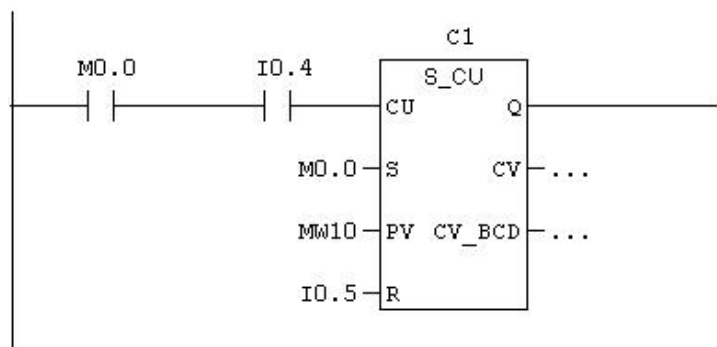 C1
M0.0 I0.4 S_CU
CU Q
M0.0 S CV ...
MW10 PV CV_BCD ...
I0.5 R